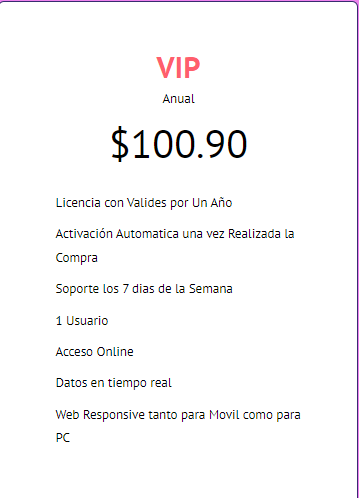 VIP
Anual
$100.90
Licencia con Valides por Un Año
Activación Automatica una vez Realizada la
Compra
Soporte los 7 dias de la Semana
1 Usuario
Acceso Online
Datos en tiempo real
Web Responsive tanto para Movil como para
PC